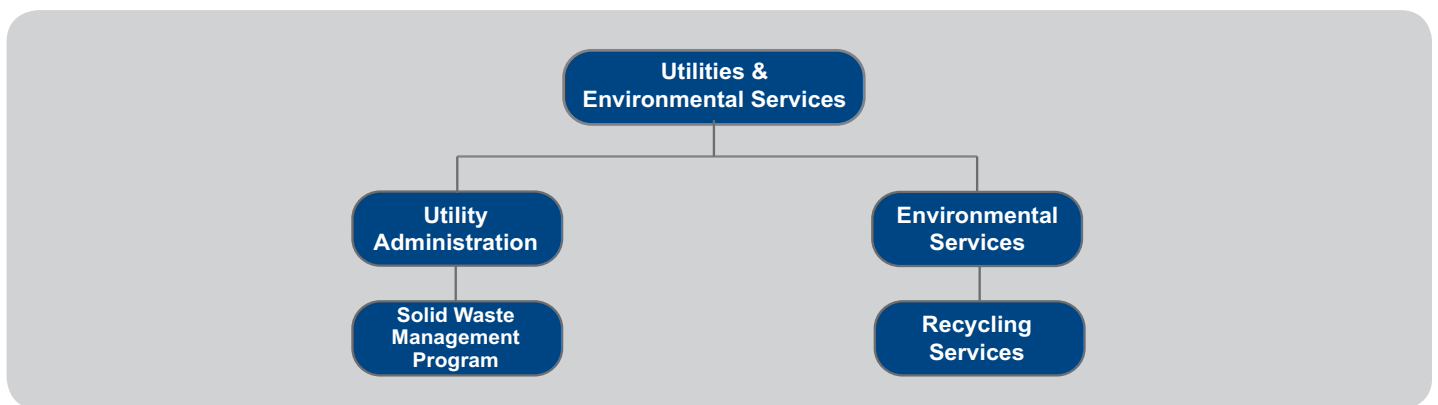 Utilities &
Environmental Services
Utility
Administration
Environmental
Services
Solid Waste
Management
Program
Recycling
Services